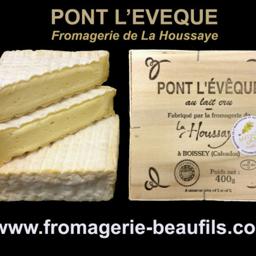 PONT L'EVEQUE
Fromagerie de La Houssaye
PONT L'ÉVÊQUE
au lait cru
Fabriqué par la fromagerie de
La Houssaye
à BOISSEY (Calvados)
Poids net :
400g
www.fromagerie-beaufils.co